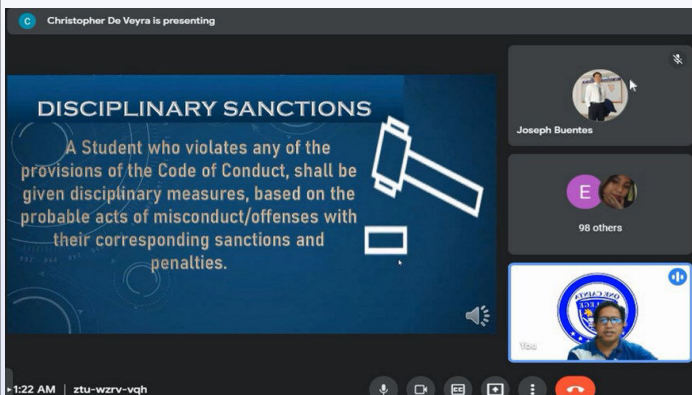 C
Christopher De Veyra is presenting
DISCIPLINARY SANCTIONS
A Student who violates any of the
provisions of the Code of Conduct, shall be
given disciplinary measures, based on the
probable acts of misconduct/offenses with
their corresponding sanctions and
penalties.
Joseph Buentes
E
98 others
You
1:22 AM | ztu-wzrv-vqh
CC